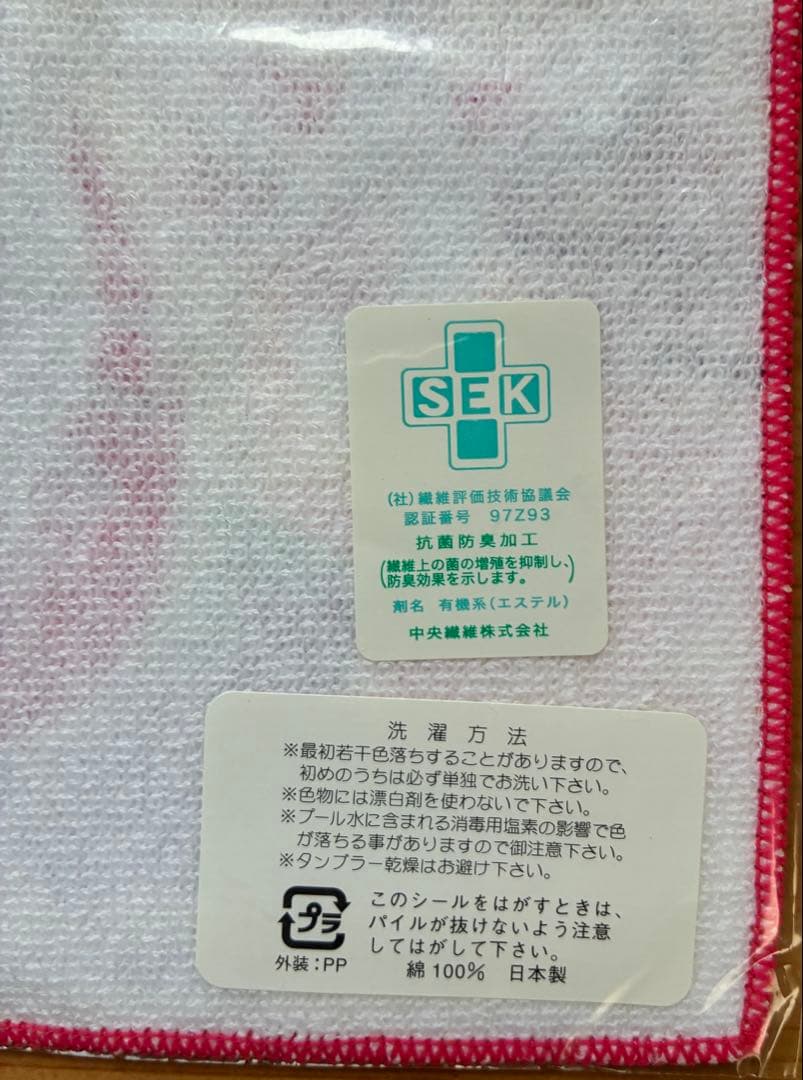 SEK
(社)繊維評価技術協議会
認証番号 97Z93
抗菌防臭加工
(繊維上の菌の増殖を抑制し、
防臭効果を示します。)
剤名 有機系(エステル)
中央繊維株式会社
洗濯方法
※最初若干色落ちすることがありますので、
初めのうちは必ず単独でお洗い下さい。
※色物には漂白剤を使わないで下さい。
※プール水に含まれる消毒用塩素の影響で色
が落ちる事がありますので御注意下さい。
※タンブラー乾燥はお避け下さい。
プラ
外装:PP
このシールをはがすときは、
パイルが抜けないよう注意
してはがして下さい。
綿100% 日本製